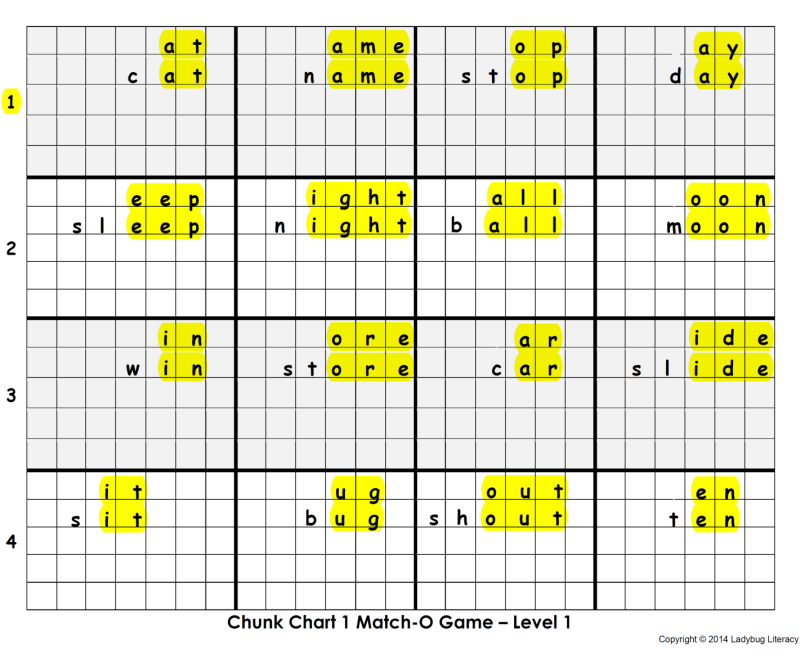 at ame op ay
cat name stop day
1
eep ight all oon
sleep night ball moon
2
in ore ar ide
win store car slide
3
it ug out en
sit bug shout ten
4
Chunk Chart 1 Match-O Game – Level 1
Copyright © 2014 Ladybug Literacy